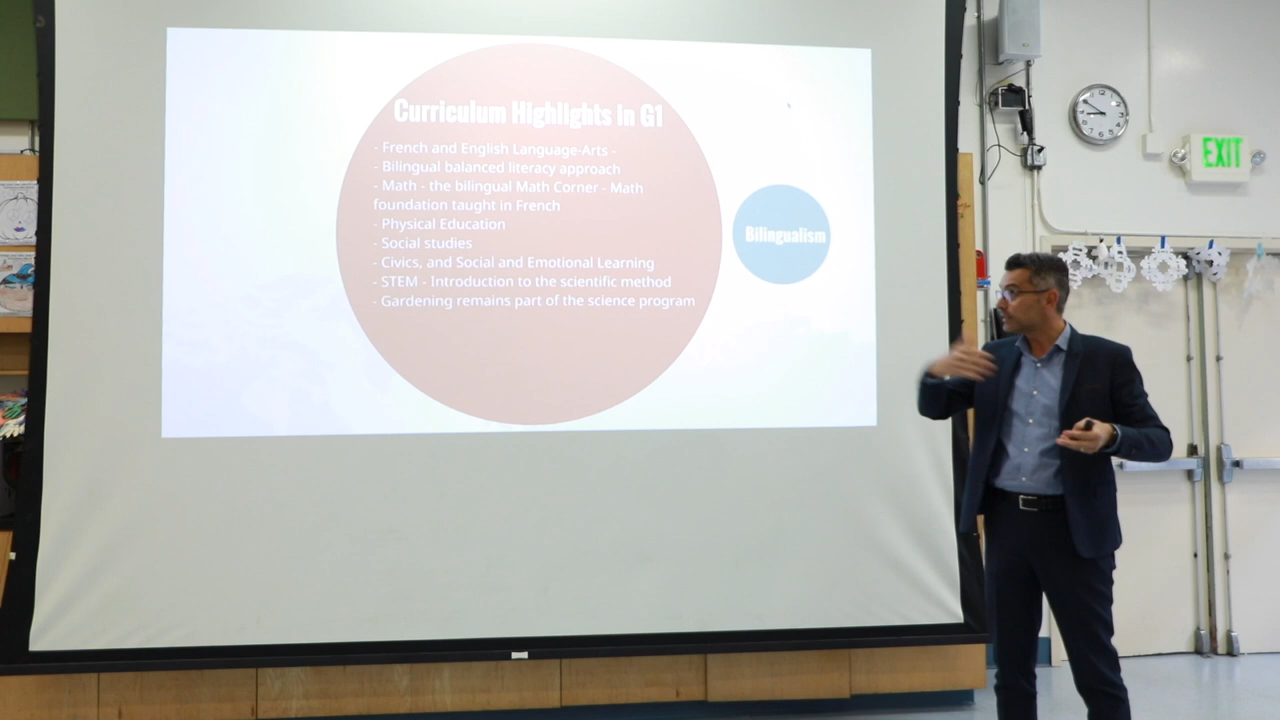 Curriculum Highlights in G1
- French and English Language-Arts -
- Bilingual balanced literacy approach
- Math - the bilingual Math Corner - Math
foundation taught in French
- Physical Education
- Social studies
- Civics, and Social and Emotional Learning
- STEM - Introduction to the scientific method
- Gardening remains part of the science program
Bilingualism
EXIT